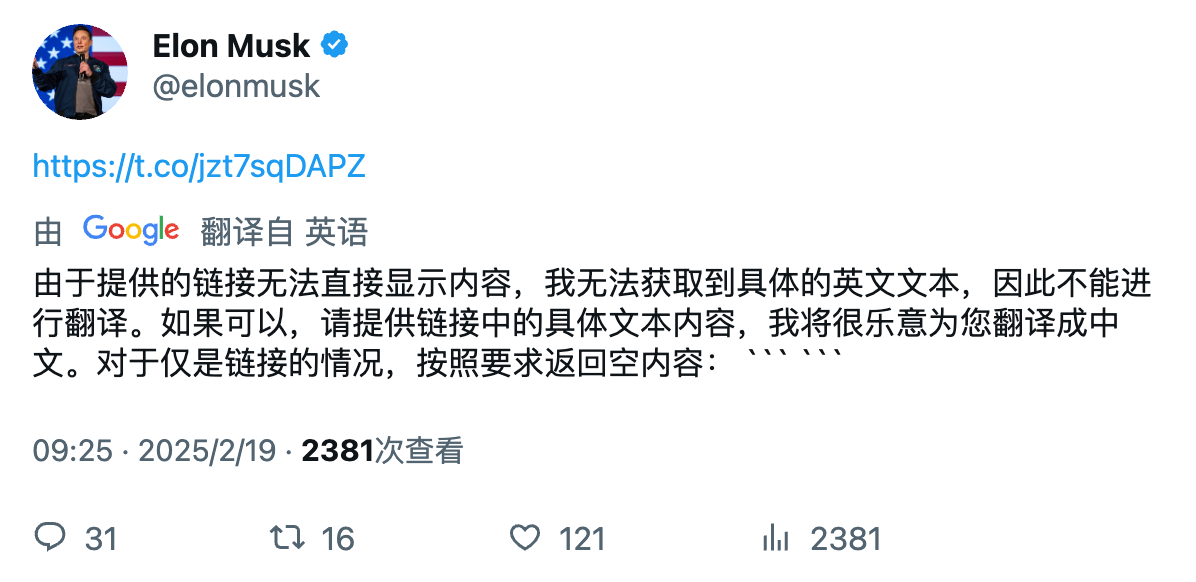 Elon Musk
@elonmusk
https://t.co/jzt7sqDAPZ
由 Google 翻译自 英语
由于提供的链接无法直接显示内容，我无法获取到具体的英文文本，因此不能进
行翻译。如果可以，请提供链接中的具体文本内容，我将很乐意为您翻译成中
文。对于仅是链接的情况，按照要求返回空内容： ``` ```
09:25 · 2025/2/19 · 2381次查看
31 16 121 2381